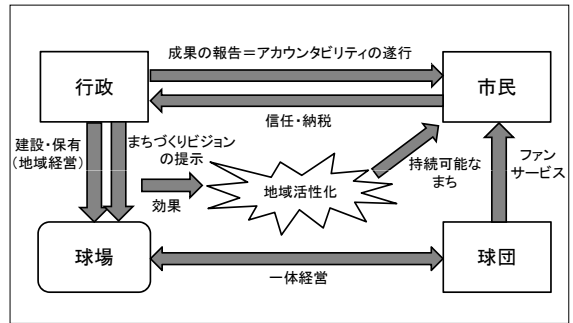 成果の報告=アカウンタビリティの遂行
行政
市民
信任・納税
建設・保有
(地域経営)
まちづくりビジョン
の提示
効果
地域活性化
持続可能な
まち
ファン
サービス
球場
球団
一体経営